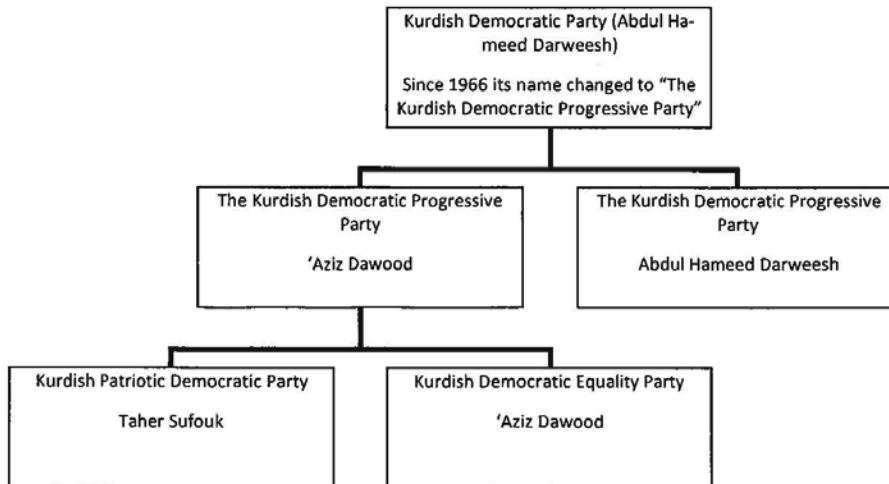 Kurdish Democratic Party (Abdul Ha-
meed Darweesh)
Since 1966 its name changed to “The
Kurdish Democratic Progressive Party”
The Kurdish Democratic Progressive
Party
‘Aziz Dawood
The Kurdish Democratic Progressive
Party
Abdul Hameed Darweesh
Kurdish Patriotic Democratic Party
Taher Sufouk
Kurdish Democratic Equality Party
‘Aziz Dawood